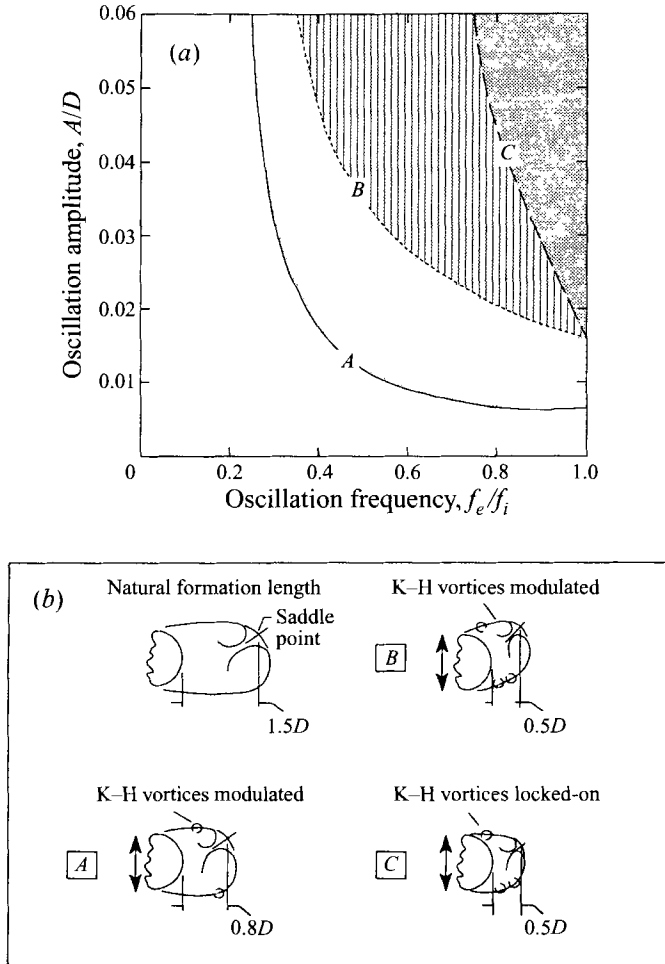 (a)
0.06
0.05
0.04
0.03
0.02
0.01
0
0.2
0.4
0.6
0.8
1.0
Oscillation amplitude, A/D
Oscillation frequency, fₑ/fᵢ
A
B
C
(b)
Natural formation length
Saddle
point
1.5D
K–H vortices modulated
B
0.5D
K–H vortices modulated
A
0.8D
K–H vortices locked-on
C
0.5D